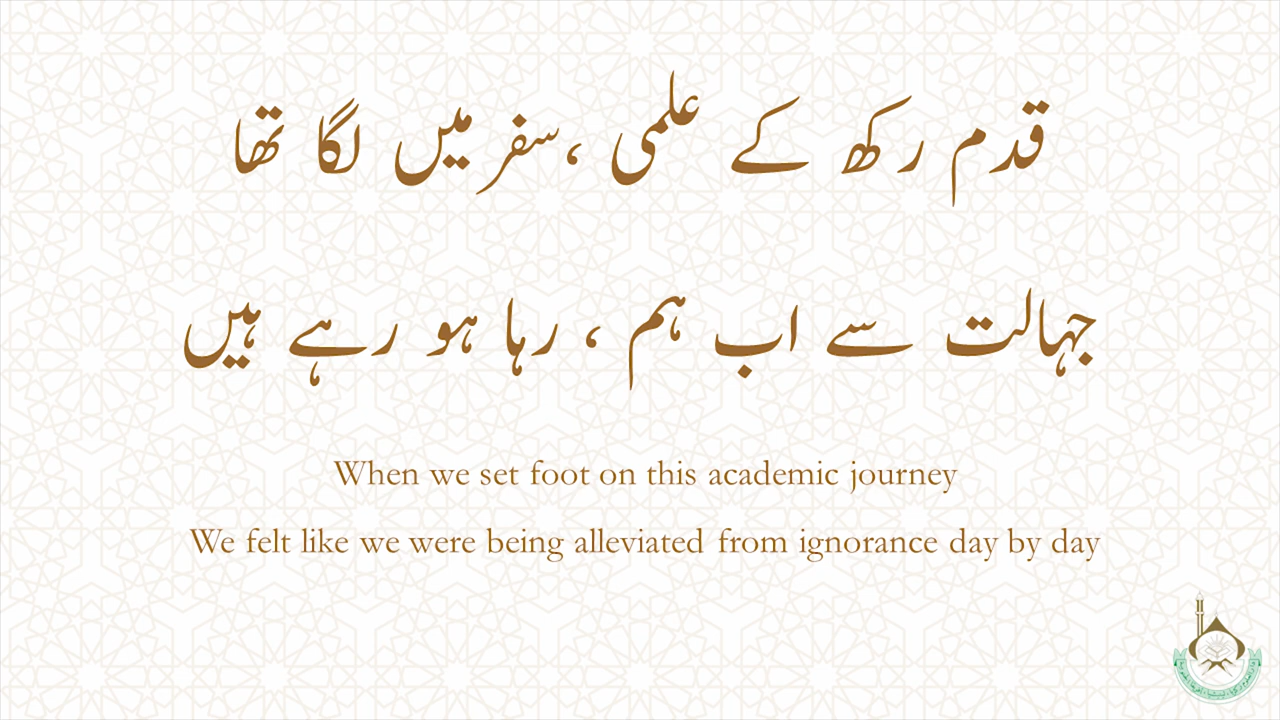 قدم رکھ کے علمی ،سفر میں لگا تھا
جہالت سے اب ہم ، رہا ہو رہے ہیں
When we set foot on this academic journey
We felt like we were being alleviated from ignorance day by day